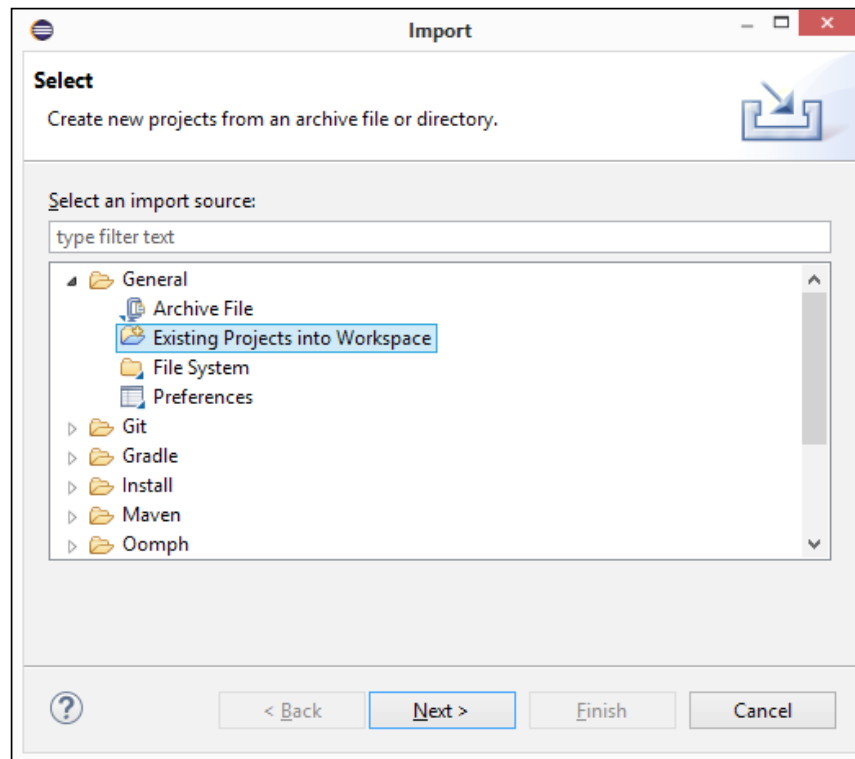 Import
Select
Create new projects from an archive file or directory.
Select an import source:
type filter text
General
Archive File
Existing Projects into Workspace
File System
Preferences
Git
Gradle
Install
Maven
Oomph
< Back Next > Finish Cancel